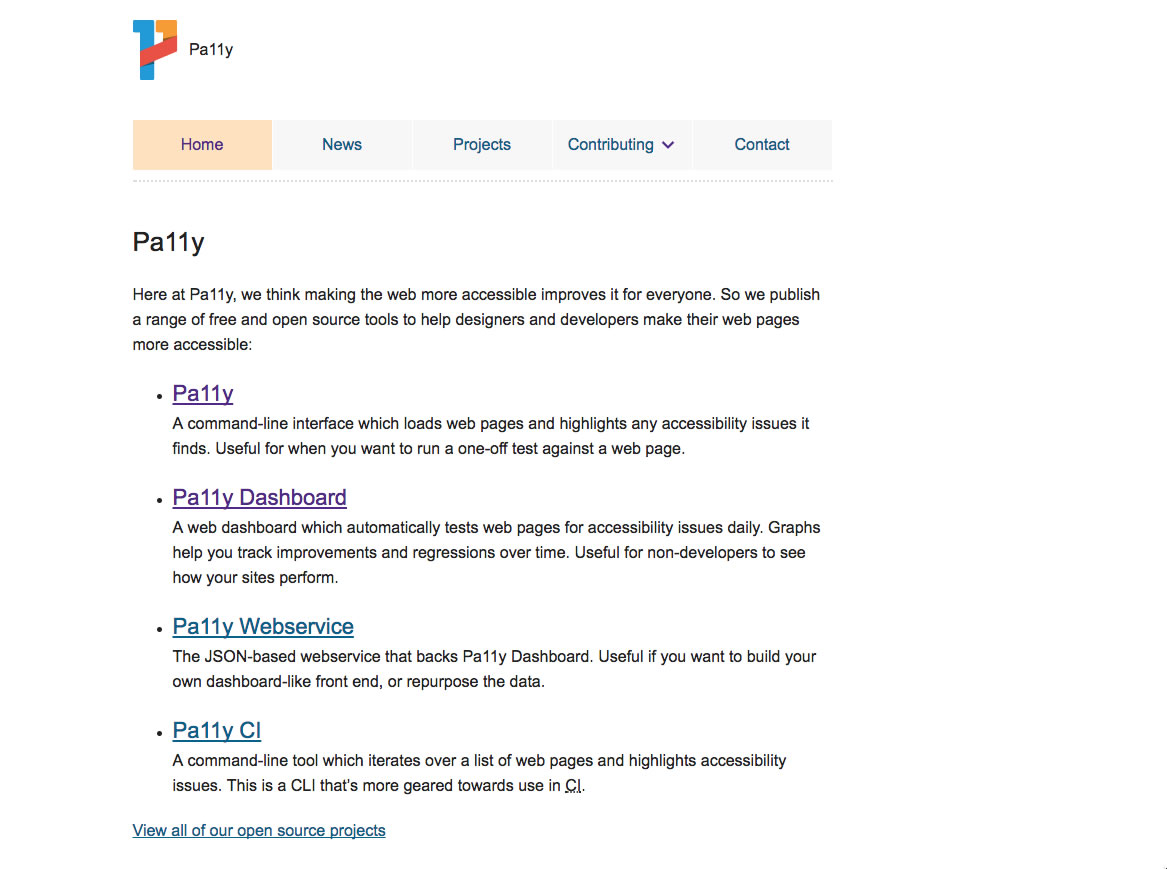 Pa11y
Home
News
Projects
Contributing
Contact
Pa11y
Here at Pa11y, we think making the web more accessible improves it for everyone. So we publish
a range of free and open source tools to help designers and developers make their web pages
more accessible:
Pa11y
A command-line interface which loads web pages and highlights any accessibility issues it
finds. Useful for when you want to run a one-off test against a web page.
Pa11y Dashboard
A web dashboard which automatically tests web pages for accessibility issues daily. Graphs
help you track improvements and regressions over time. Useful for non-developers to see
how your sites perform.
Pa11y Webservice
The JSON-based webservice that backs Pa11y Dashboard. Useful if you want to build your
own dashboard-like front end, or repurpose the data.
Pa11y CI
A command-line tool which iterates over a list of web pages and highlights accessibility
issues. This is a CLI that's more geared towards use in CI.
View all of our open source projects